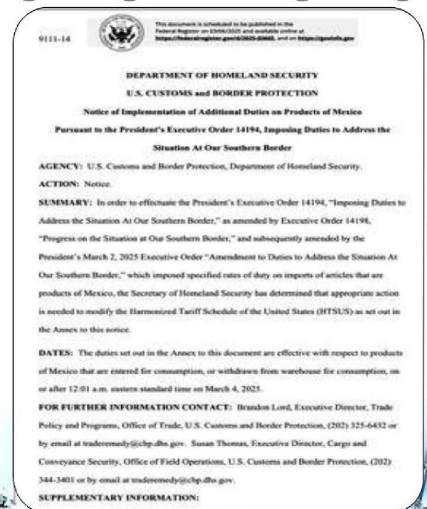 This document is scheduled to be published in the
Federal Register on 03/06/2025 and available online at
and on https://govinfo.gov
9111-14
DEPARTMENT OF HOMELAND SECURITY
U.S. CUSTOMS and BORDER PROTECTION
Notice of Implementation of Additional Duties on Products of Mexico
Pursuant to the President's Executive Order 14194, Imposing Duties to Address the
Situation At Our Southern Border
AGENCY: U.S. Customs and Border Protection, Department of Homeland Security.
ACTION: Notice.
SUMMARY: In order to effectuate the President's Executive Order 14194, "Imposing Duties to
Address the Situation At Our Southern Border," as amended by Executive Order 14198,
"Progress on the Situation at Our Southern Border," and subsequently amended by the
President's March 2, 2025 Executive Order "Amendment to Duties to Address the Situation At
Our Southern Border," which imposed specified rates of duty on imports of articles that are
products of Mexico, the Secretary of Homeland Security has determined that appropriate action
is needed to modify the Harmonized Tariff Schedule of the United States (HTSUS) as set out in
the Annex to this notice.
DATES: The duties set out in the Annex to this document are effective with respect to products
of Mexico that are entered for consumption, or withdrawn from warehouse for consumption, on
or after 12:01 a.m. eastern standard time on March 4, 2025.
FOR FURTHER INFORMATION CONTACT: Brandon Lord, Executive Director, Trade
Policy and Programs, Office of Trade, U.S. Customs and Border Protection, (202) 325-6432 or
by email at traderemedy@cbp.dhs.gov. Susan Thomas, Executive Director, Cargo and
Conveyance Security, Office of Field Operations, U.S. Customs and Border Protection, (202)
344-3401 or by email at traderemedy@cbp.dhs.gov.
SUPPLEMENTARY INFORMATION: